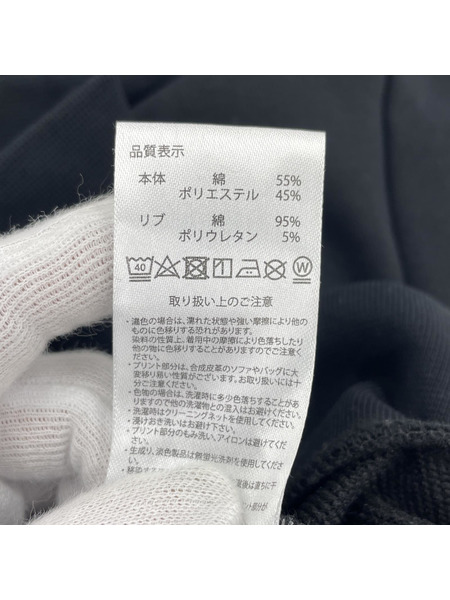 品質表示
本体 綿 55%
ポリエステル 45%
リブ 綿 95%
ポリウレタン 5%
40 W
取り扱い上のご注意
・濃色の場合は、濡れた状態や強い摩擦により他の
ものに色移りする恐れがあります。
染料の性質上、着用中の摩擦により色落ちしたり
他の物に色移りすることがありますのでご注意
ください。
・プリント部分は、合成皮革のソファやバッグに大
変移り易い性質がございます。お取り扱いには十
分ご注意ください。
・色物の場合は、洗濯時に多少色落ちすることがあり
ますので他の洗濯物との混入はお避けください。
・洗濯時はクリーニングネットを使用してください。
・浸けおき洗いはお避け下さい。
・プリント部分のもみ洗い、アイロンは避けてくだ
さい。
・生成り、淡色製品は無蛍光洗剤を使用してください。